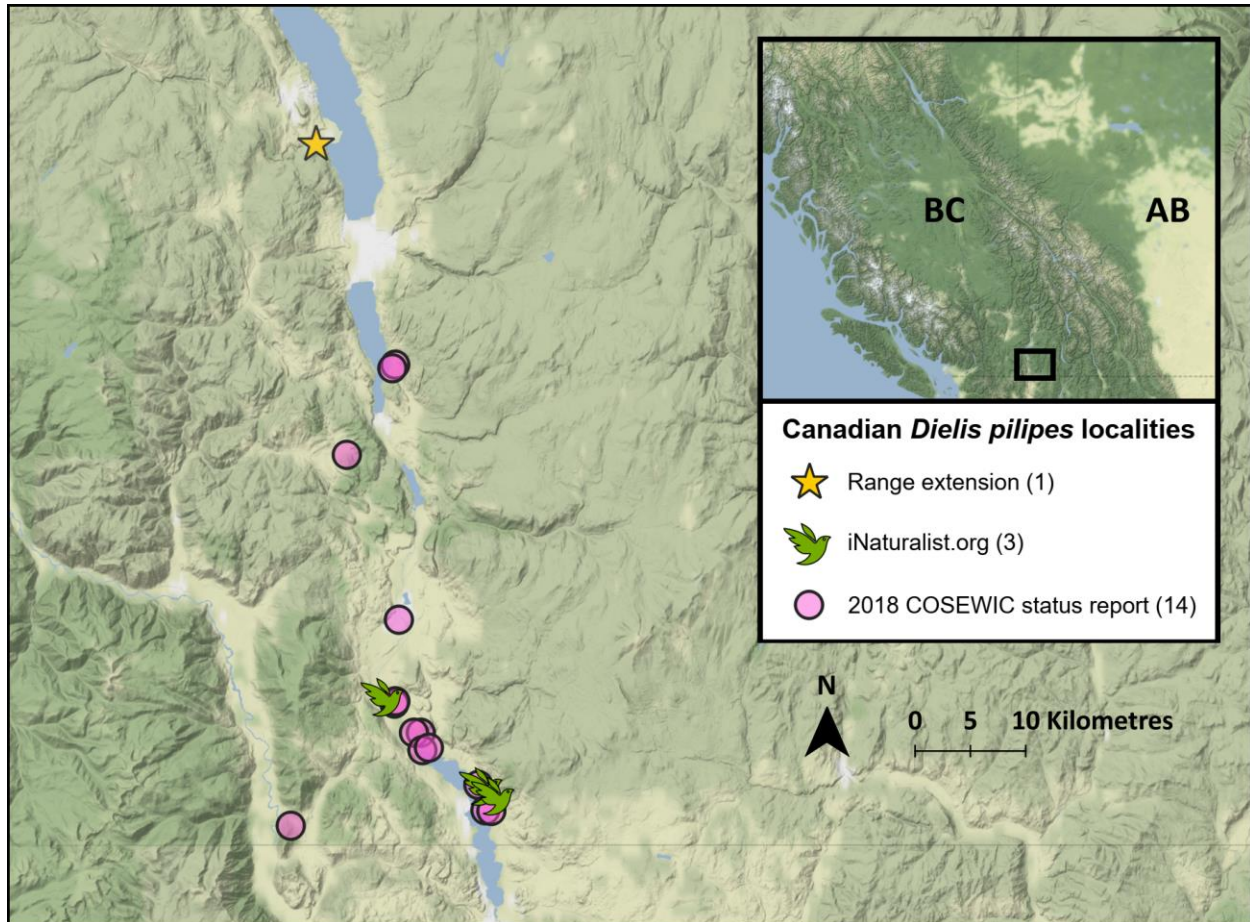 BC
AB
Canadian Dielis pilipes localities
Range extension (1)
iNaturalist.org (3)
2018 COSEWIC status report (14)
N
0 5 10 Kilometres